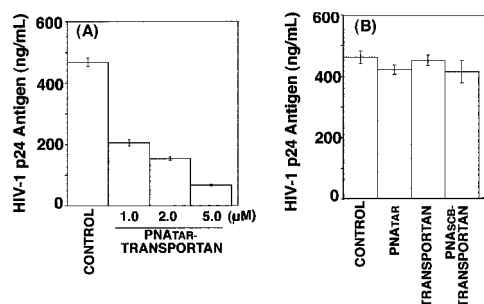 (A)
HIV-1 p24 Antigen (ng/mL)
600
400
200
0
CONTROL
1.0 2.0 5.0 (μM)
PNATAR-
TRANSPORTAN
(B)
HIV-1 p24 Antigen (ng/mL)
600
400
200
0
CONTROL
PNATAR
TRANSPORTAN
PNASCB-
TRANSPORTAN